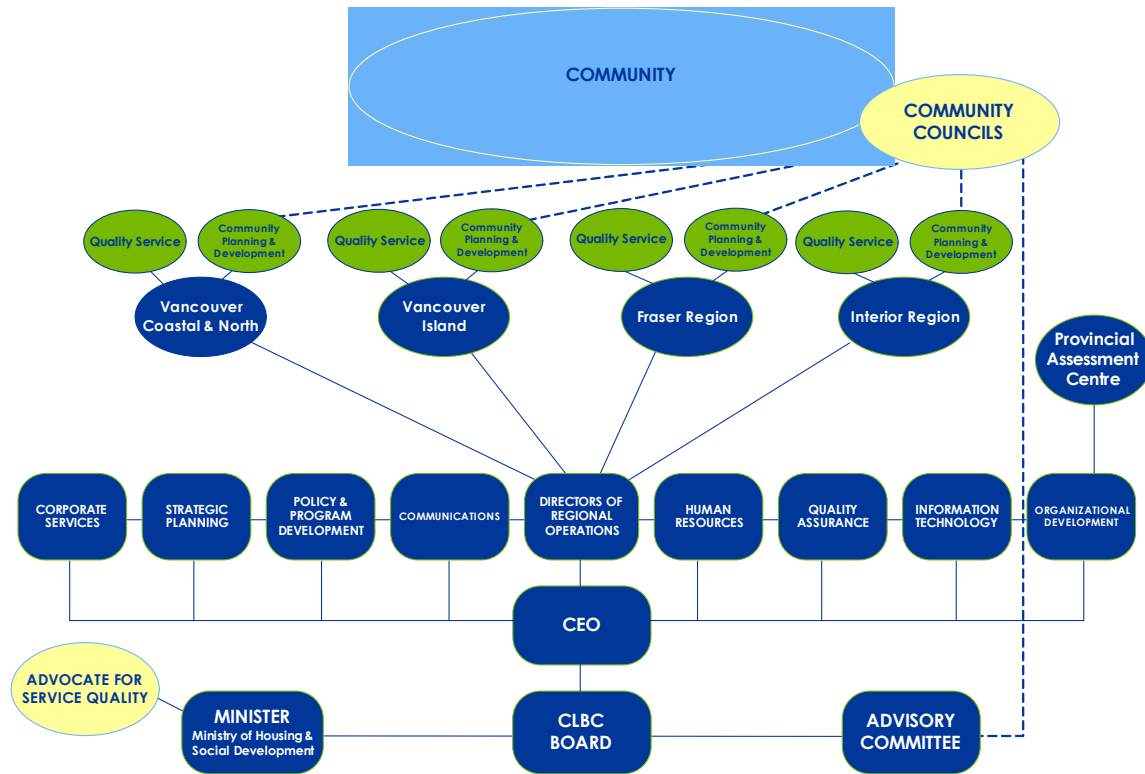 COMMUNITY
COMMUNITY
COUNCILS
Quality Service
Community
Planning &
Development
Quality Service
Community
Planning &
Development
Quality Service
Community
Planning &
Development
Quality Service
Community
Planning &
Development
Vancouver
Coastal & North
Vancouver
Island
Fraser Region
Interior Region
Provincial
Assessment
Centre
CORPORATE
SERVICES
STRATEGIC
PLANNING
POLICY &
PROGRAM
DEVELOPMENT
COMMUNICATIONS
DIRECTORS OF
REGIONAL
OPERATIONS
HUMAN
RESOURCES
QUALITY
ASSURANCE
INFORMATION
TECHNOLOGY
ORGANIZATIONAL
DEVELOPMENT
CEO
ADVOCATE FOR
SERVICE QUALITY
MINISTER
Ministry of Housing &
Social Development
CLBC
BOARD
ADVISORY
COMMITTEE